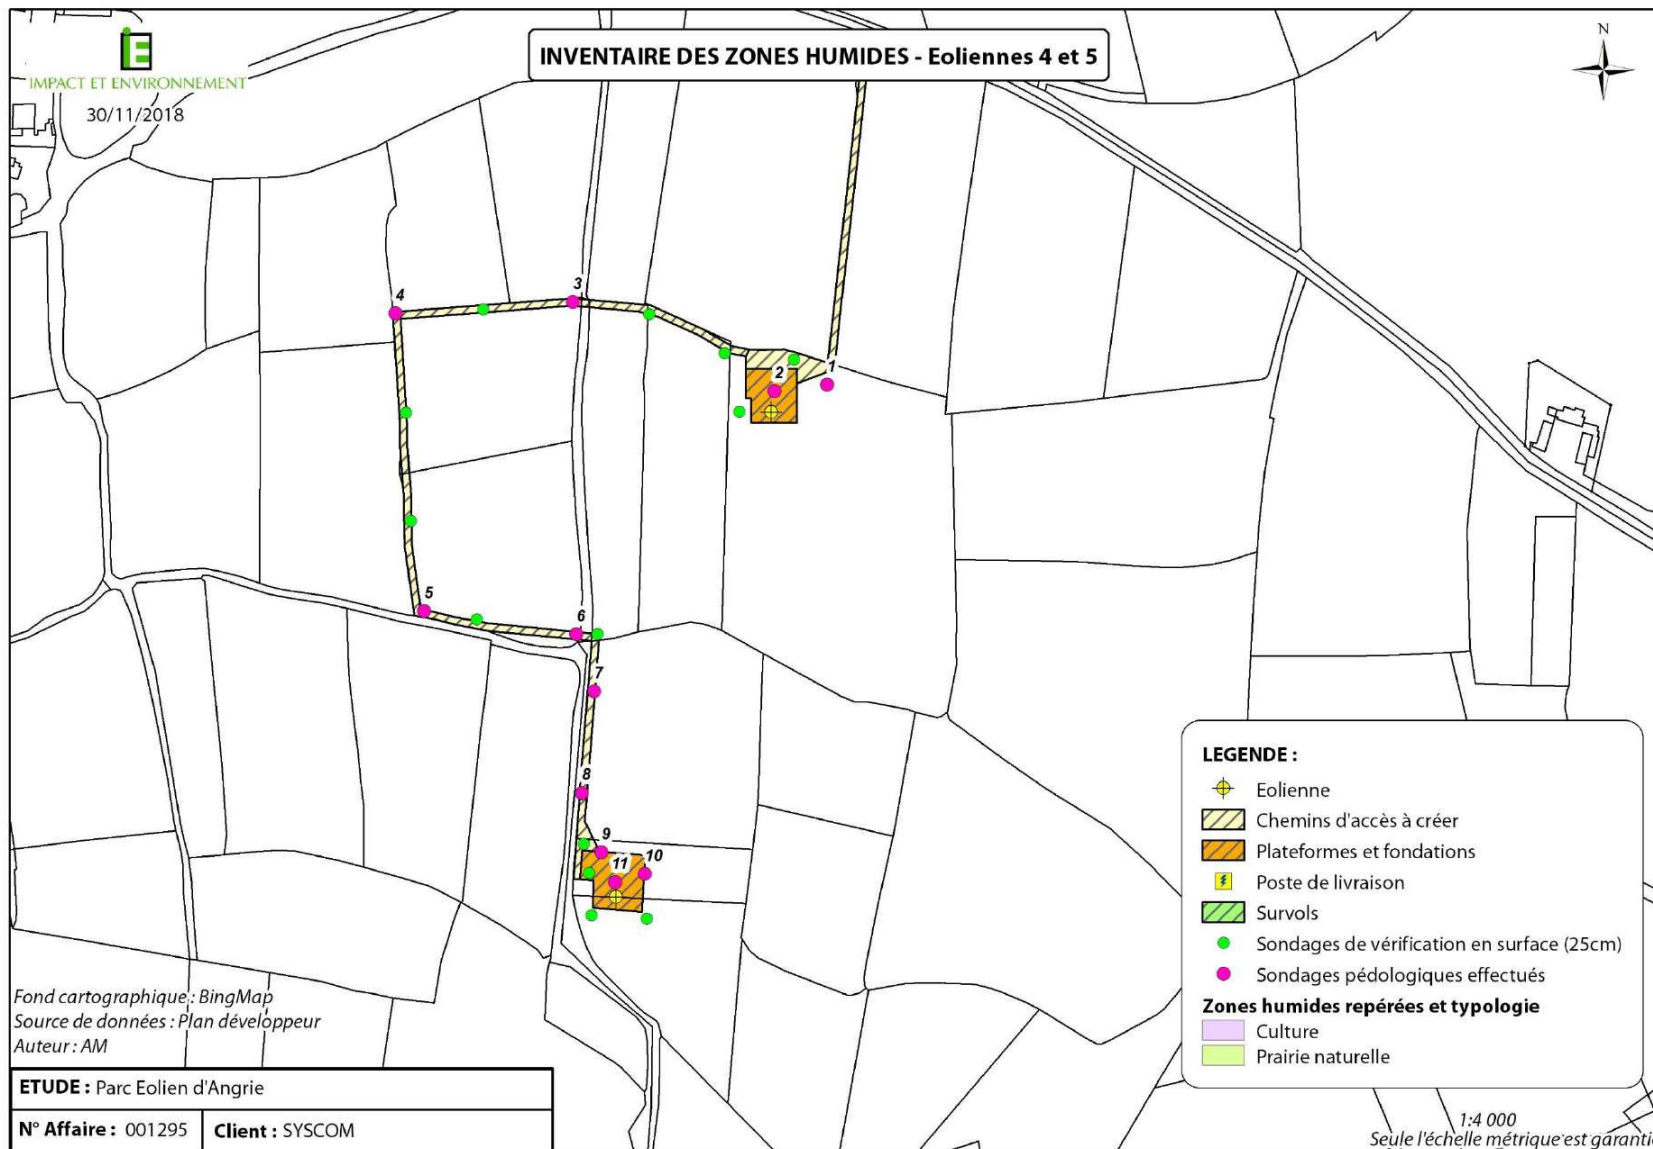 INVENTAIRE DES ZONES HUMIDES - Eoliennes 4 et 5
N
iE
IMPACT ET ENVIRONNEMENT
30/11/2018
3
4
1
2
5
6
7
8
9
10
11
LEGENDE :
Eolienne
Chemins d'accès à créer
Plateformes et fondations
Poste de livraison
Survols
Sondages de vérification en surface (25cm)
Sondages pédologiques effectués
Zones humides repérées et typologie
Culture
Prairie naturelle
Fond cartographique : BingMap
Source de données : Plan développeur
Auteur : AM
ETUDE : Parc Eolien d'Angrie
N° Affaire : 001295
Client : SYSCOM
1:4 000
Seule l'échelle métrique est garantie